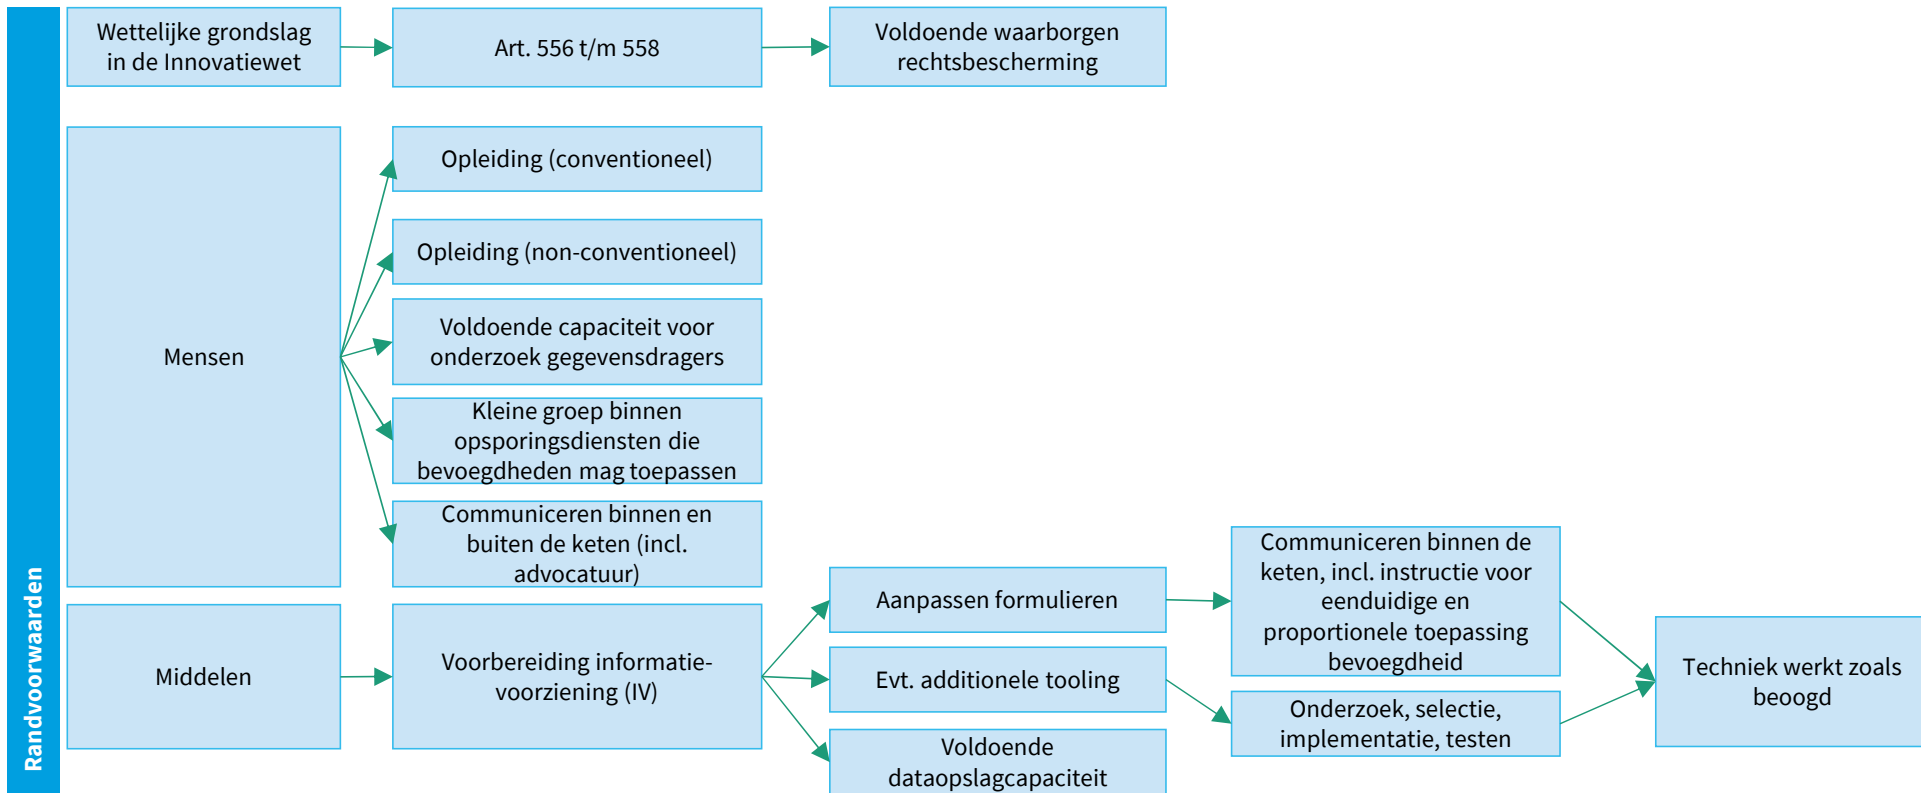 Randvoorwaarden
Wettelijke grondslag
in de Innovatiewet
Art. 556 t/m 558
Voldoende waarborgen
rechtsbescherming
Mensen
Opleiding (conventioneel)
Opleiding (non-conventioneel)
Voldoende capaciteit voor
onderzoek gegevensdragers
Kleine groep binnen
opsporingsdiensten die
bevoegdheden mag toepassen
Communiceren binnen en
buiten de keten (incl.
advocatuur)
Middelen
Voorbereiding informatie-
voorziening (IV)
Aanpassen formulieren
Evt. additionele tooling
Voldoende
dataopslagcapaciteit
Communiceren binnen de
keten, incl. instructie voor
eenduidige en
proportionele toepassing
bevoegdheid
Onderzoek, selectie,
implementatie, testen
Techniek werkt zoals
beoogd